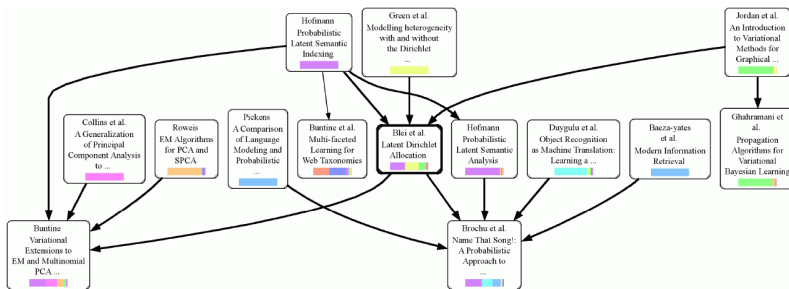 Hofmann
Probabilistic
Latent Semantic
Indexing
Green et al.
Modelling heterogeneity
with and without
the Dirichlet
...
Jordan et al.
An Introduction
to Variational
Methods for
Graphical ...
Collins et al.
A Generalization
of Principal
Component Analysis
to ...
Roweis
EM Algorithms
for PCA and
SPCA
Pickens
A Comparison
of Language
Modeling and
Probabilistic
...
Buntine et al.
Multi-faceted
Learning for
Web Taxonomies
Blei et al.
Latent Dirichlet
Allocation
Hofmann
Probabilistic
Latent Semantic
Analysis
Duygulu et al.
Object Recognition
as Machine Translation:
Learning a ...
Baeza-yates
et al.
Modern Information
Retrieval
Ghahramani
et al.
Propagation
Algorithms for
Variational
Bayesian Learning
Buntine
Variational
Extensions to
EM and Multinomial
PCA ...
Brochu et al.
Name That Song!:
A Probabilistic
Approach to
...